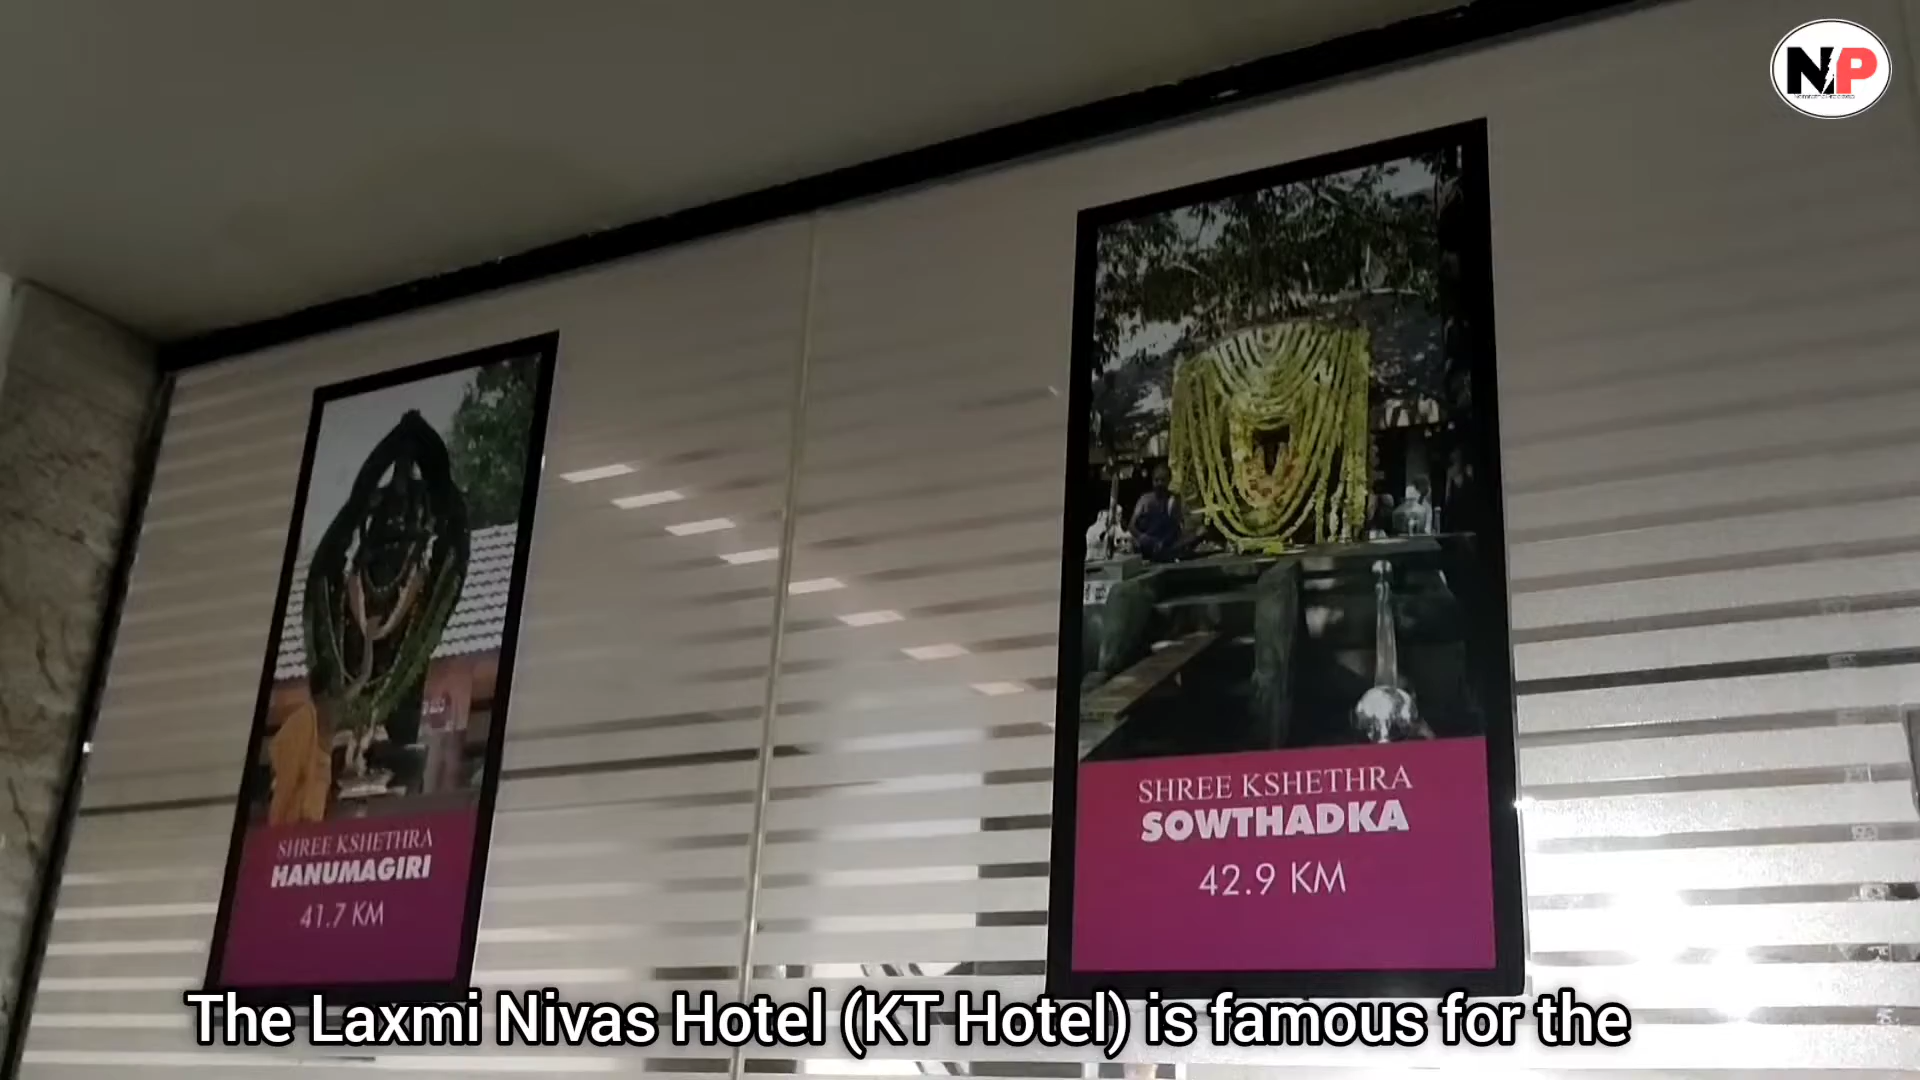 NP
SHREE KSHETHRA
HANUMAGIRI
41.7 KM
SHREE KSHETHRA
SOWTHADKA
42.9 KM
The Laxmi Nivas Hotel (KT Hotel) is famous for the